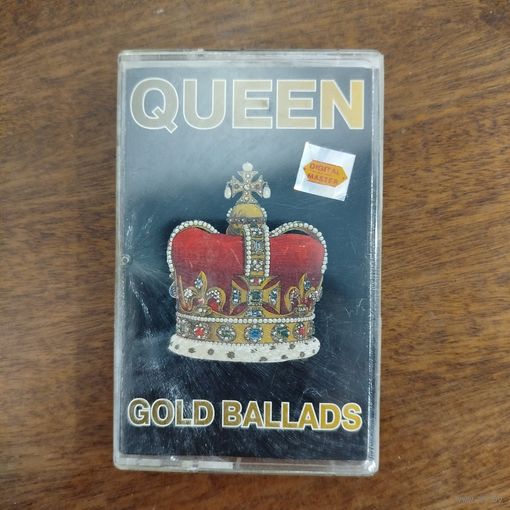 QUEEN
DIGITAL
MASTER
GOLD BALLADS